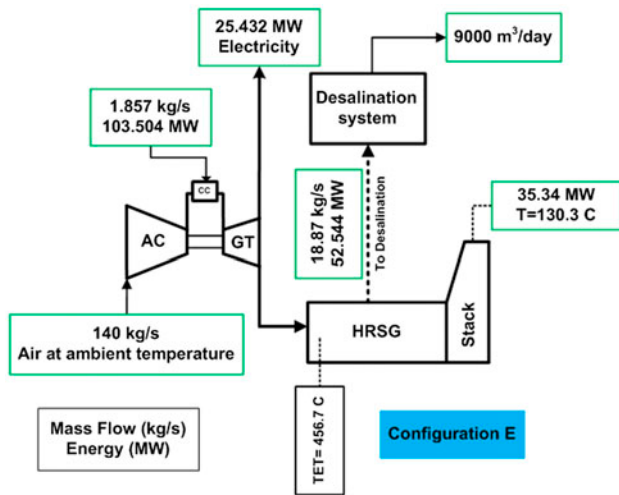 25.432 MW
Electricity
9000 m³/day
1.857 kg/s
103.504 MW
Desalination
system
CC
18.87 kg/s
52.544 MW
To Desalination
35.34 MW
T=130.3 C
AC
GT
140 kg/s
Air at ambient temperature
HRSG
Stack
Mass Flow (kg/s)
Energy (MW)
TET= 456.7 C
Configuration E